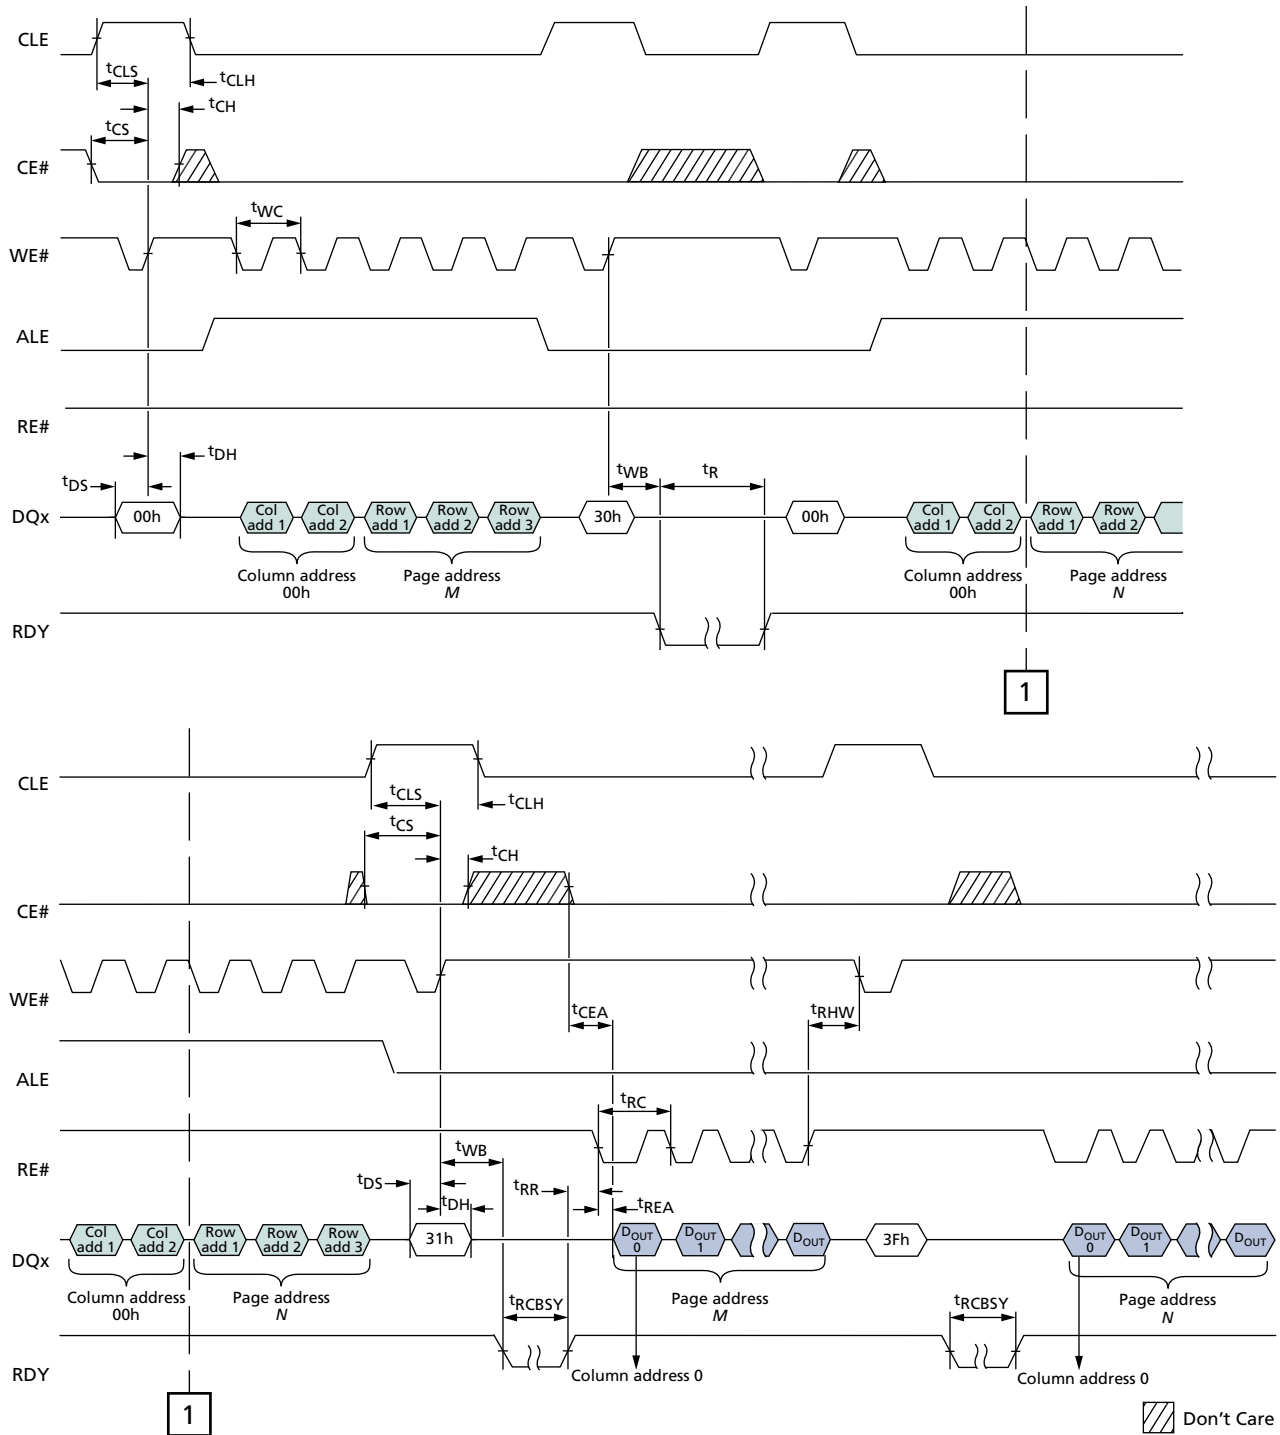 CLE
tCLS
tCLH
tCH
tCS
CE#
tWC
WE#
ALE
RE#
tDH
tWB
tR
tDS
DQx
00h
Col add 1
Col add 2
Row add 1
Row add 2
Row add 3
30h
00h
Col add 1
Col add 2
Row add 1
Row add 2
Column address
00h
Page address
M
Column address
00h
Page address
N
RDY
1
CLE
tCLS
tCLH
tCS
tCH
CE#
WE#
tCEA
tRHW
ALE
tRC
RE#
tWB
tDS
tRR
tDH
tREA
DQx
Col add 1
Col add 2
Row add 1
Row add 2
Row add 3
31h
DOUT 0
DOUT 1
DOUT
3Fh
DOUT 0
DOUT 1
DOUT
Column address
00h
Page address
N
tRCBSY
Page address
M
tRCBSY
Page address
N
RDY
Column address 0
Column address 0
1
Don't Care